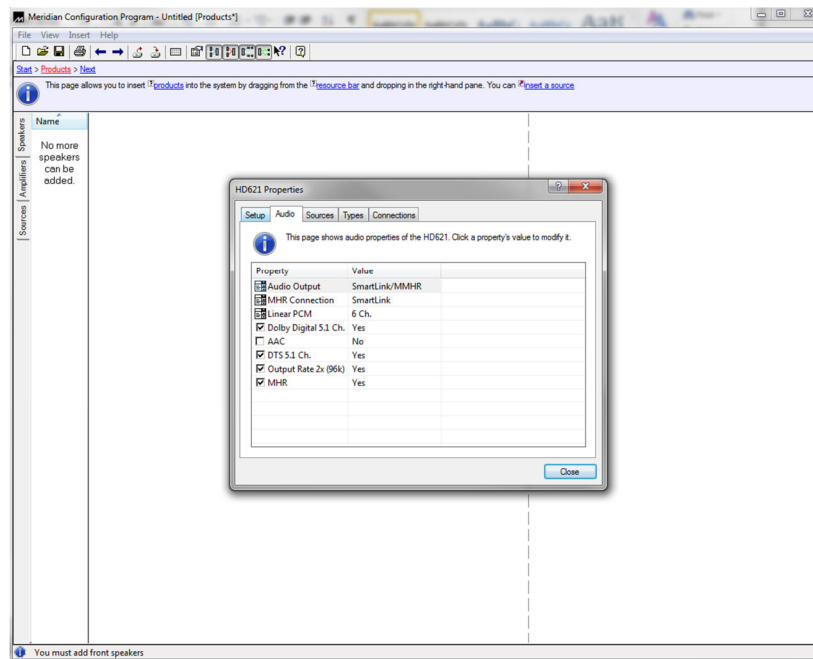 Meridian Configuration Program - Untitled [Products*]
File View Insert Help
Start > Products > Next
This page allows you to insert products into the system by dragging from the resource bar and dropping in the right-hand pane. You can insert a source
Speakers
Amplifiers
Sources
Name
No more
speakers
can be
added.
HD621 Properties
Setup Audio Sources Types Connections
This page shows audio properties of the HD621. Click a property's value to modify it.
Property Value
Audio Output SmartLink/MMHR
MHR Connection SmartLink
Linear PCM 6 Ch.
Dolby Digital 5.1 Ch. Yes
AAC No
DTS 5.1 Ch. Yes
Output Rate 2x (96k) Yes
MHR Yes
Close
You must add front speakers